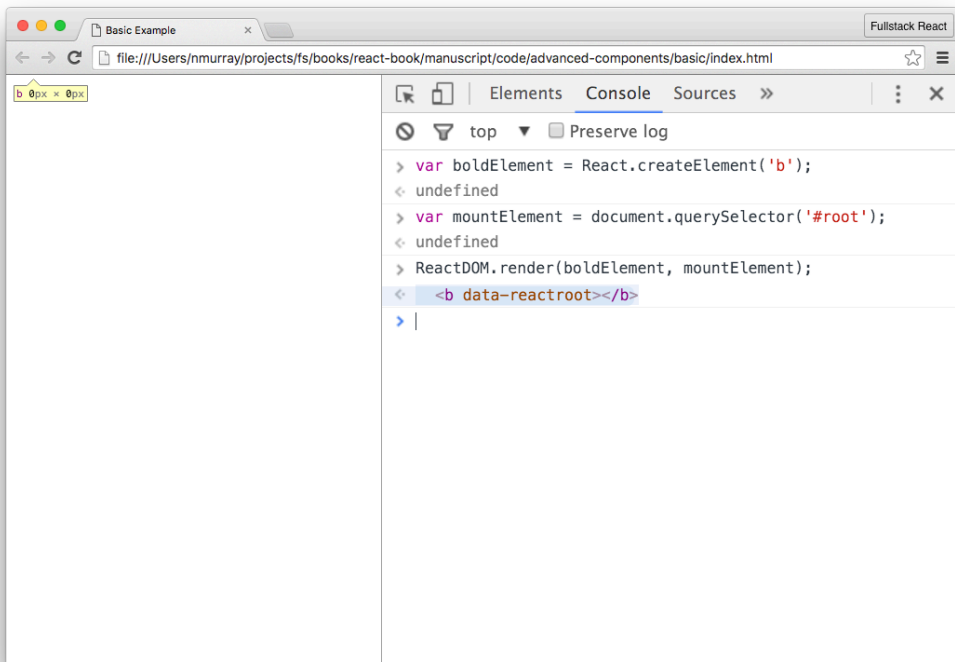 Basic Example
Fullstack React
file:///Users/nmurray/projects/fs/books/react-book/manuscript/code/advanced-components/basic/index.html
b 0px × 0px
Elements Console Sources »
top ▼ Preserve log
> var boldElement = React.createElement('b');
undefined
> var mountElement = document.querySelector('#root');
undefined
> ReactDOM.render(boldElement, mountElement);
<b data-reactroot></b>
>